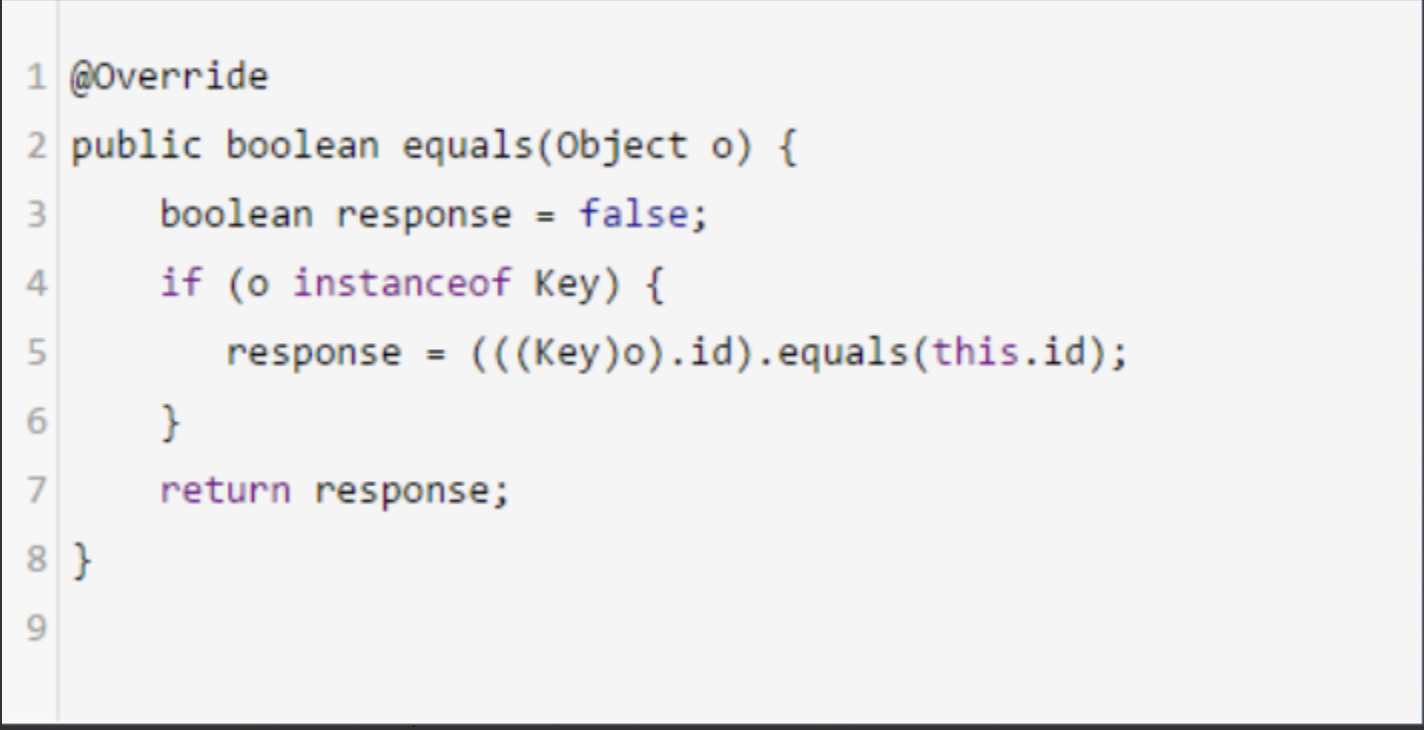 1 @Override
2 public boolean equals(Object o) {
3     boolean response = false;
4     if (o instanceof Key) {
5        response = (((Key)o).id).equals(this.id);
6     }
7     return response;
8 }
9